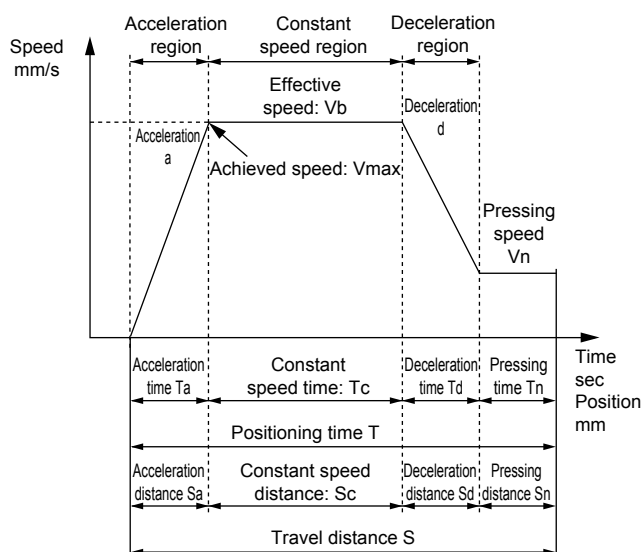 Acceleration
region
Constant
speed region
Deceleration
region
Speed
mm/s
Effective
speed: Vb
Deceleration
d
Acceleration
a
Achieved speed: Vmax
Pressing
speed
Vn
Time
sec
Position
mm
Acceleration
time Ta
Constant
speed time: Tc
Deceleration
time Td
Pressing
time Tn
Positioning time T
Acceleration
distance Sa
Constant speed
distance: Sc
Deceleration
distance Sd
Pressing
distance Sn
Travel distance S